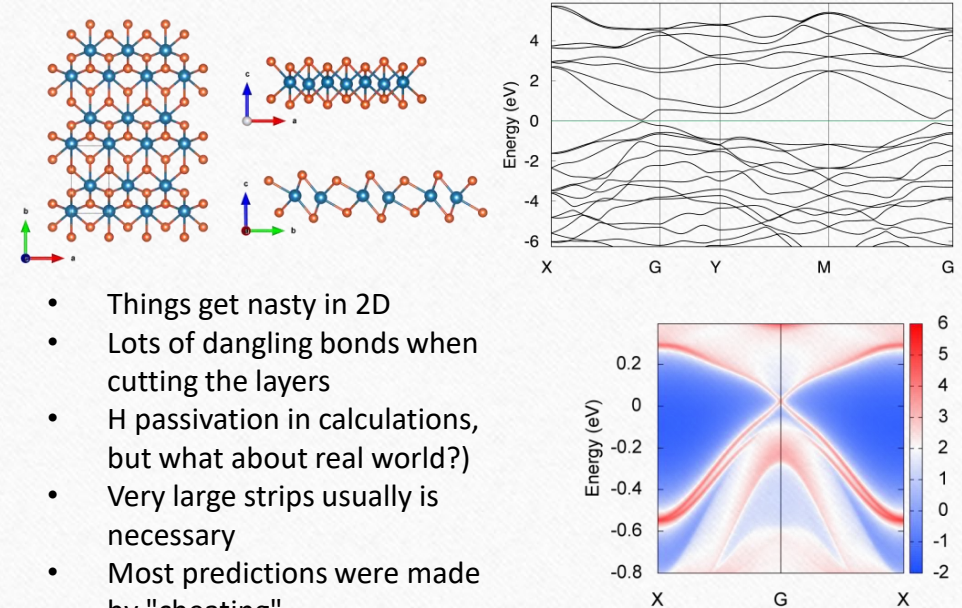 b
a
c
a
c
b
Energy (eV)
4
2
0
-2
-4
-6
X G Y M G
• Things get nasty in 2D
• Lots of dangling bonds when
cutting the layers
• H passivation in calculations,
but what about real world?)
• Very large strips usually is
necessary
• Most predictions were made
by "cheating"
Energy (eV)
0.2
0
-0.2
-0.4
-0.6
-0.8
X G X
6
5
4
3
2
1
0
-1
-2